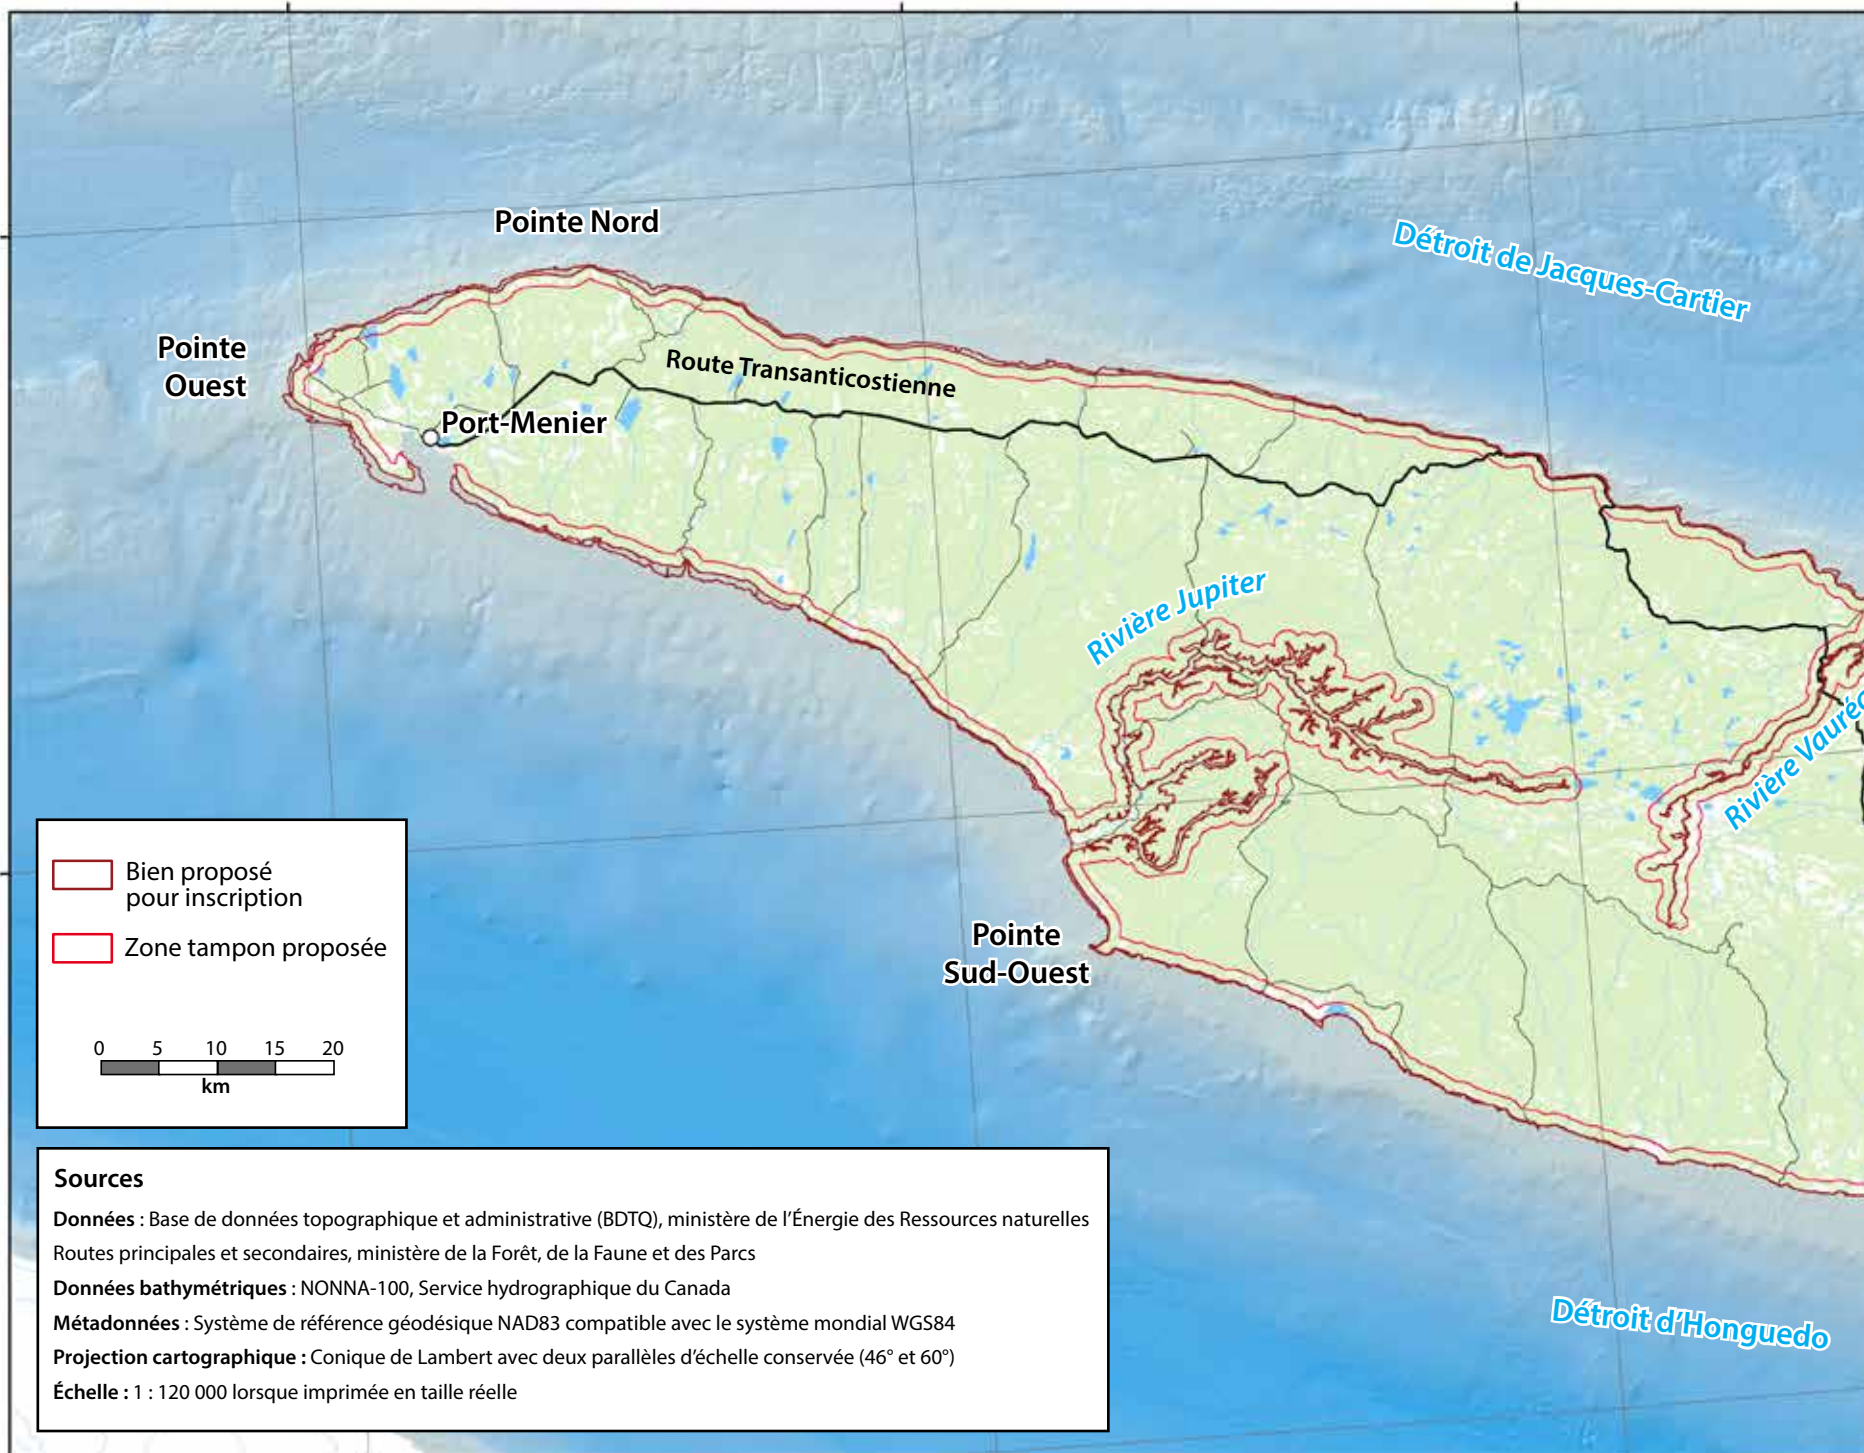 Pointe Nord
Détroit de Jacques-Cartier
Pointe
Ouest
Route Transanticostienne
Port-Menier
Rivière Jupiter
Rivière Vauréa
Pointe
Sud-Ouest
Bien proposé
pour inscription
Zone tampon proposée
0 5 10 15 20
km
Sources
Données : Base de données topographique et administrative (BDTQ), ministère de l'Énergie des Ressources naturelles
Routes principales et secondaires, ministère de la Forêt, de la Faune et des Parcs
Données bathymétriques : NONNA-100, Service hydrographique du Canada
Métadonnées : Système de référence géodésique NAD83 compatible avec le système mondial WGS84
Projection cartographique : Conique de Lambert avec deux parallèles d'échelle conservée (46° et 60°)
Échelle : 1 : 120 000 lorsque imprimée en taille réelle
Détroit d'Honguedo